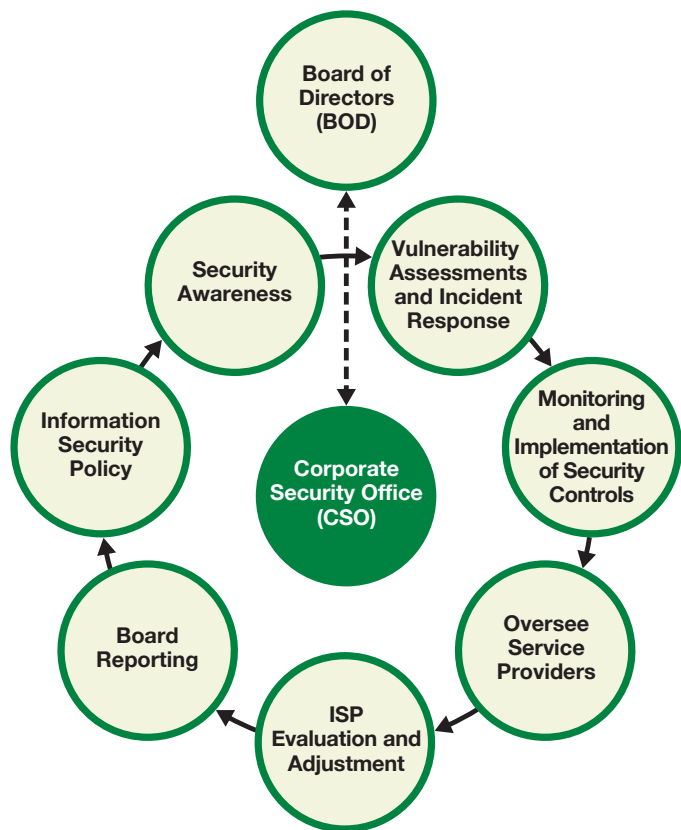 Board of
Directors
(BOD)
Security
Awareness
Vulnerability
Assessments
and Incident
Response
Information
Security
Policy
Corporate
Security Office
(CSO)
Monitoring
and
Implementation
of Security
Controls
Board
Reporting
Oversee
Service
Providers
ISP
Evaluation and
Adjustment